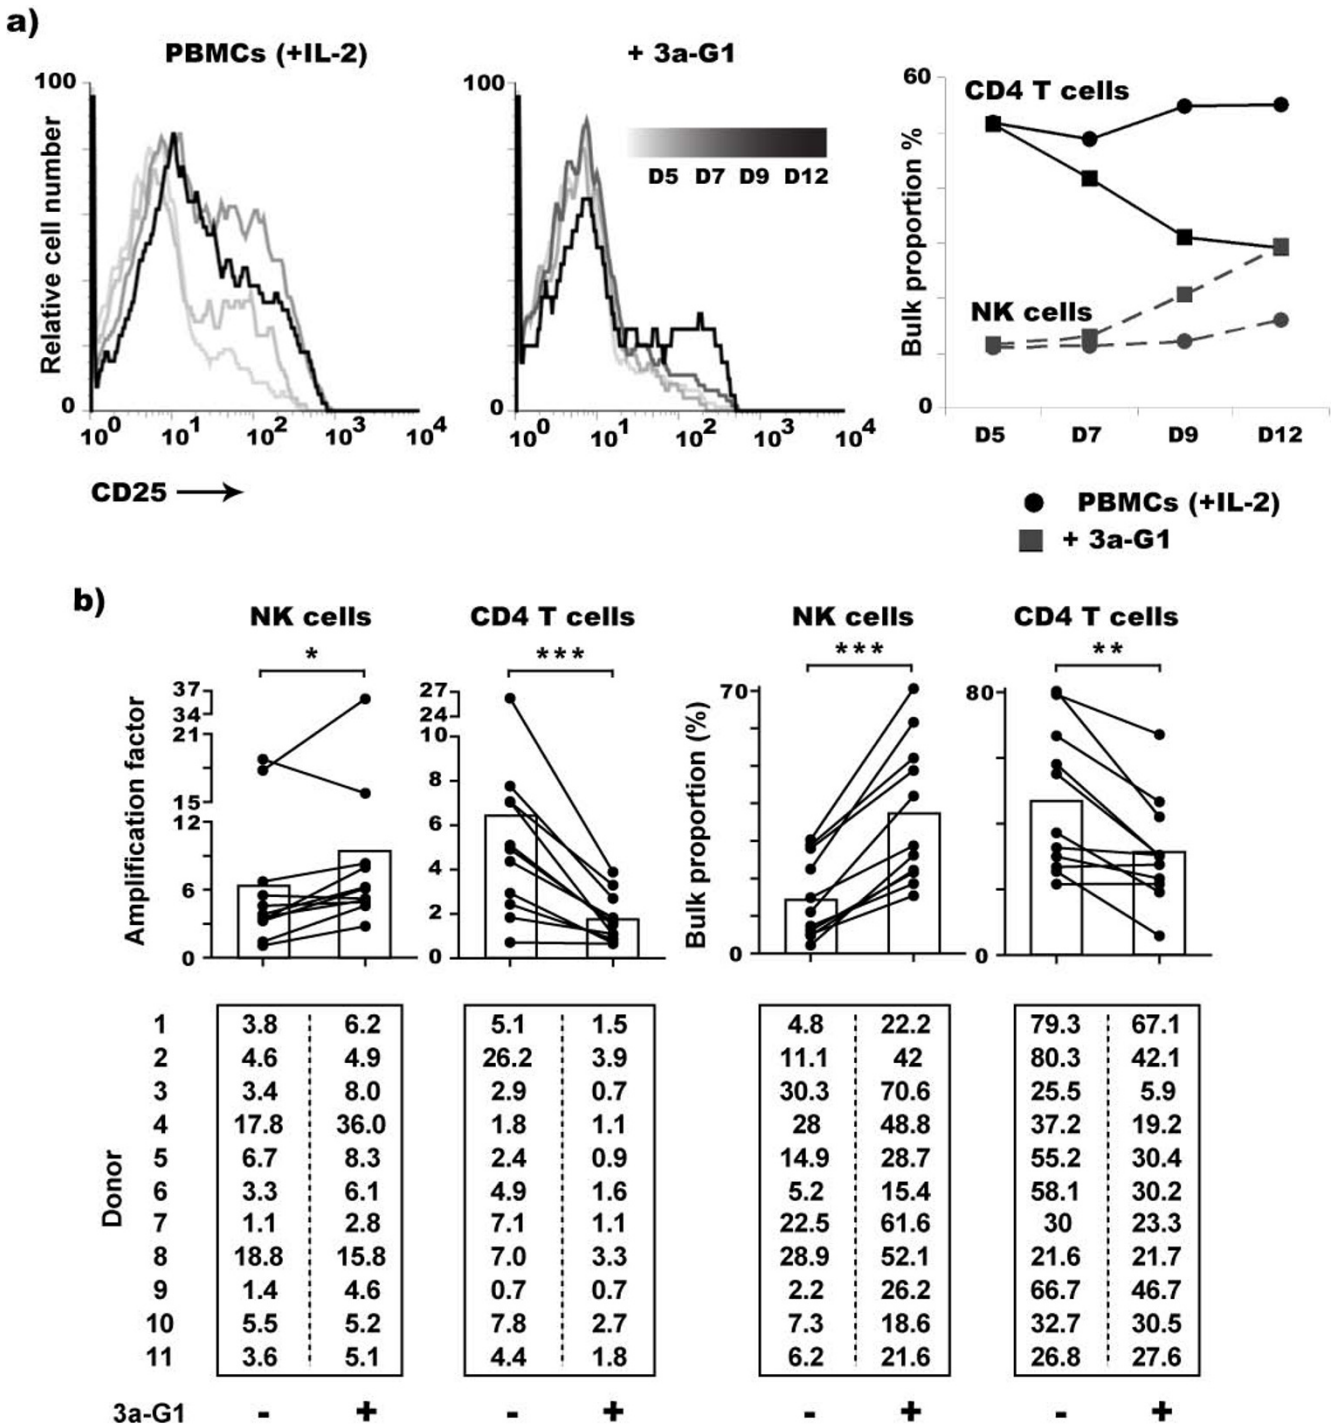 a)
PBMCs (+IL-2)
+ 3a-G1
100
Relative cell number
0
10^0 10^1 10^2 10^3 10^4
CD25
100
D5 D7 D9 D12
0
10^0 10^1 10^2 10^3 10^4
60
CD4 T cells
Bulk proportion %
NK cells
0
D5 D7 D9 D12
PBMCs (+IL-2)
+ 3a-G1
b)
NK cells CD4 T cells NK cells CD4 T cells
* *** *** **
Amplification factor
37
34
21
15
12
6
0
27
24
10
8
6
4
2
0
Bulk proportion (%)
70
0
80
0
Donor
1 3.8 6.2 5.1 1.5 4.8 22.2 79.3 67.1
2 4.6 4.9 26.2 3.9 11.1 42 80.3 42.1
3 3.4 8.0 2.9 0.7 30.3 70.6 25.5 5.9
4 17.8 36.0 1.8 1.1 28 48.8 37.2 19.2
5 6.7 8.3 2.4 0.9 14.9 28.7 55.2 30.4
6 3.3 6.1 4.9 1.6 5.2 15.4 58.1 30.2
7 1.1 2.8 7.1 1.1 22.5 61.6 30 23.3
8 18.8 15.8 7.0 3.3 28.9 52.1 21.6 21.7
9 1.4 4.6 0.7 0.7 2.2 26.2 66.7 46.7
10 5.5 5.2 7.8 2.7 7.3 18.6 32.7 30.5
11 3.6 5.1 4.4 1.8 6.2 21.6 26.8 27.6
3a-G1 - + - + - + - +